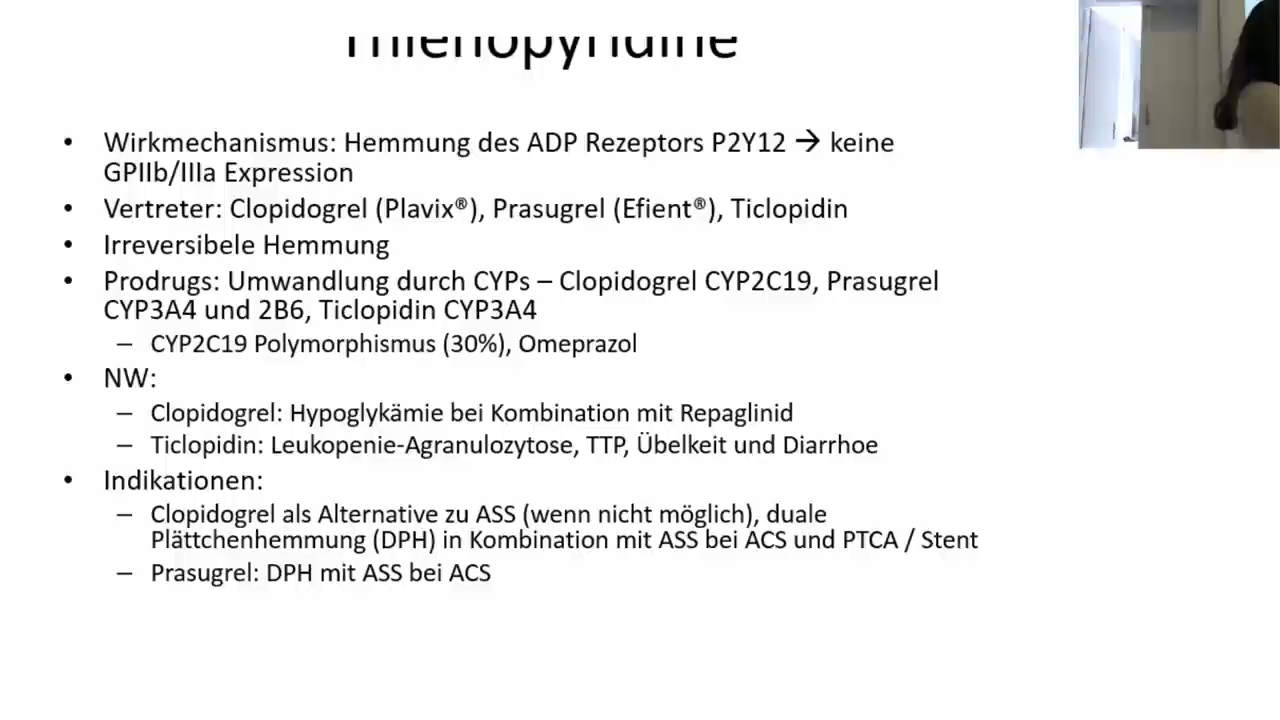 Thienopyridine
• Wirkmechanismus: Hemmung des ADP Rezeptors P2Y12 → keine
GPIIb/IIIa Expression
• Vertreter: Clopidogrel (Plavix®), Prasugrel (Efient®), Ticlopidin
• Irreversibele Hemmung
• Prodrugs: Umwandlung durch CYPs – Clopidogrel CYP2C19, Prasugrel
CYP3A4 und 2B6, Ticlopidin CYP3A4
– CYP2C19 Polymorphismus (30%), Omeprazol
• NW:
– Clopidogrel: Hypoglykämie bei Kombination mit Repaglinid
– Ticlopidin: Leukopenie-Agranulozytose, TTP, Übelkeit und Diarrhoe
• Indikationen:
– Clopidogrel als Alternative zu ASS (wenn nicht möglich), duale
Plättchenhemmung (DPH) in Kombination mit ASS bei ACS und PTCA / Stent
– Prasugrel: DPH mit ASS bei ACS